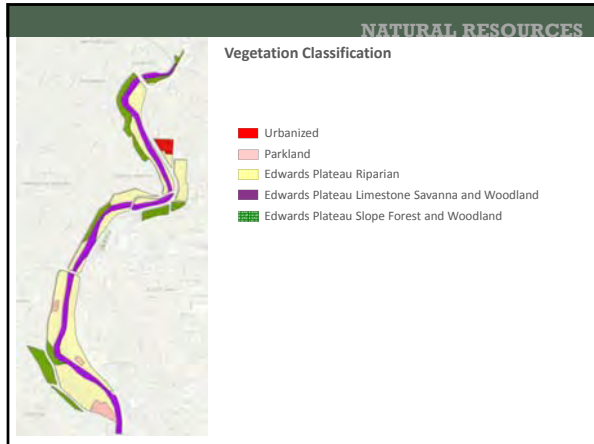 NATURAL RESOURCES
Vegetation Classification
Urbanized
Parkland
Edwards Plateau Riparian
Edwards Plateau Limestone Savanna and Woodland
Edwards Plateau Slope Forest and Woodland